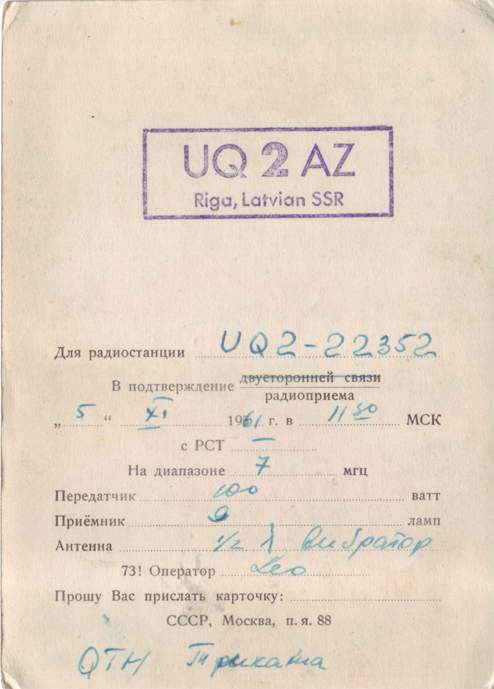 UQ 2 AZ
Riga, Latvian SSR
Для радиостанции UQ2-22352
В подтверждение двусторонней связи
радиоприема
„ 5 “ XI 1961 г. в 11 50 МСК
с РСТ —
На диапазоне 7 мгц
Передатчик 100 ватт
Приёмник 9 ламп
Антенна 1/2 λ вибратор
73! Оператор Leo
Прошу Вас прислать карточку:
СССР, Москва, п. я. 88
QTH Триката